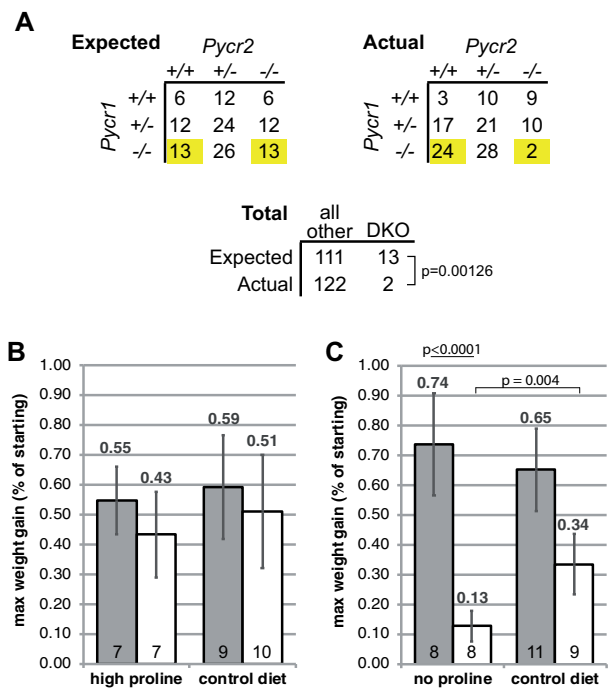 A
Expected Pycr2
+/+ +/- -/-
Pycr1
+/+ 6 12 6
+/- 12 24 12
-/- 13 26 13
Actual Pycr2
+/+ +/- -/-
Pycr1
+/+ 3 10 9
+/- 17 21 10
-/- 24 28 2
Total all other DKO
Expected 111 13
Actual 122 2
p=0.00126
B
max weight gain (% of starting)
1.00
0.90
0.80
0.70
0.60
0.50
0.40
0.30
0.20
0.10
0.00
0.55 0.43 0.59 0.51
7 7 9 10
high proline control diet
C
max weight gain (% of starting)
1.00
0.90
0.80
0.70
0.60
0.50
0.40
0.30
0.20
0.10
0.00
p<0.0001
p = 0.004
0.74 0.13 0.65 0.34
8 8 11 9
no proline control diet